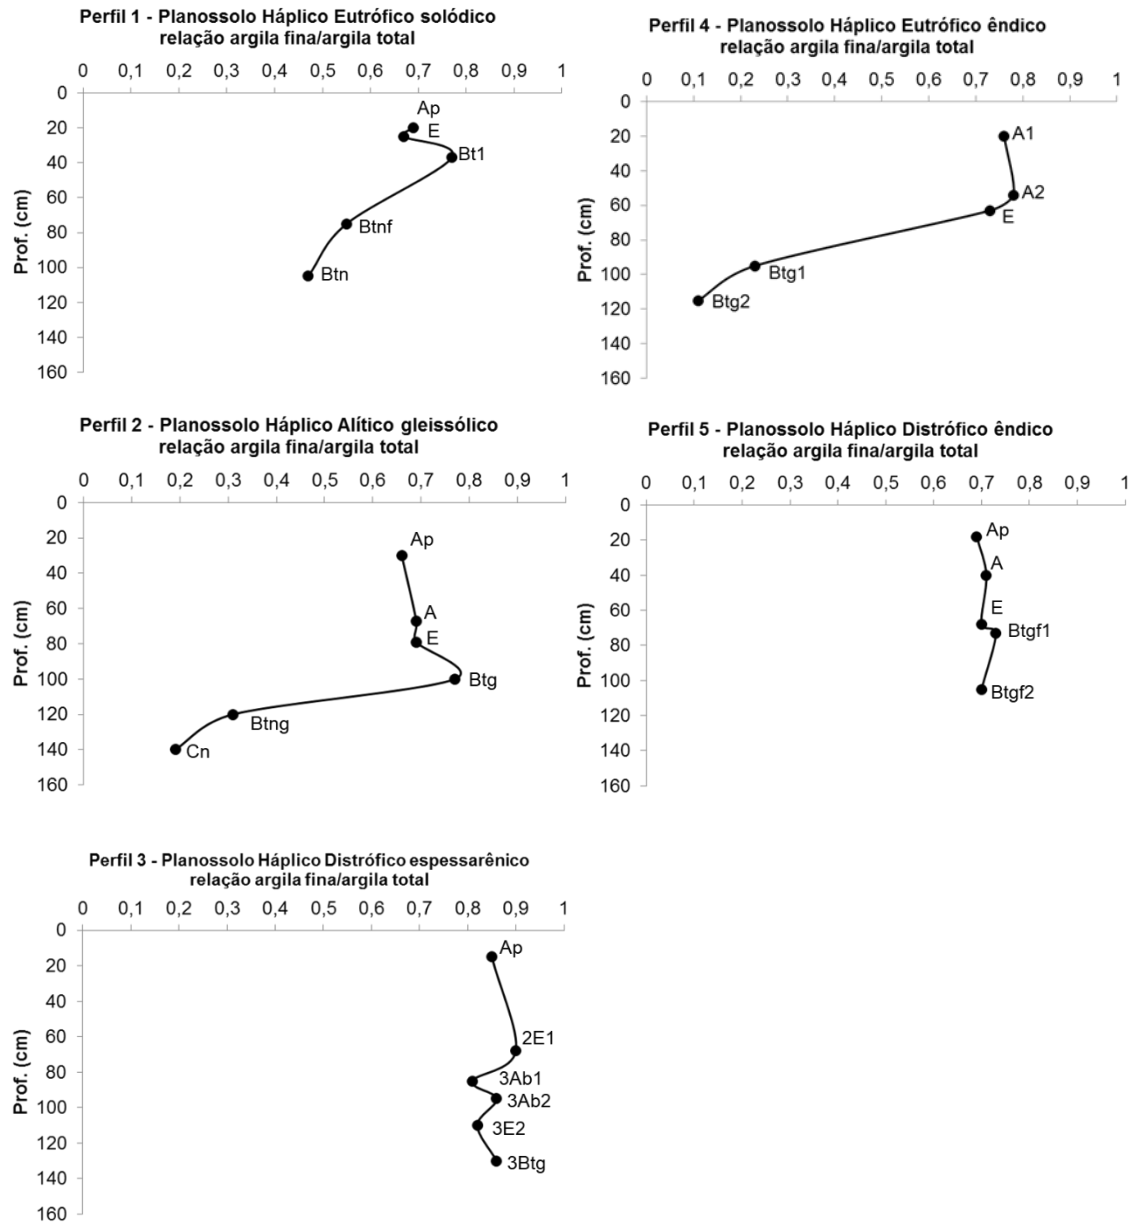 Perfil 1 - Planossolo Háplico Eutrófico solódico
relação argila fina/argila total
0 0,1 0,2 0,3 0,4 0,5 0,6 0,7 0,8 0,9 1
0
20
40
60
80
100
120
140
160
Prof. (cm)
Ap
E
Bt1
Btnf
Btn
Perfil 4 - Planossolo Háplico Eutrófico êndico
relação argila fina/argila total
0 0,1 0,2 0,3 0,4 0,5 0,6 0,7 0,8 0,9 1
0
20
40
60
80
100
120
140
160
Prof. (cm)
A1
A2
E
Btg1
Btg2
Perfil 2 - Planossolo Háplico Alítico gleissólico
relação argila fina/argila total
0 0,1 0,2 0,3 0,4 0,5 0,6 0,7 0,8 0,9 1
0
20
40
60
80
100
120
140
160
Prof. (cm)
Ap
A
E
Btg
Btng
Cn
Perfil 5 - Planossolo Háplico Distrófico êndico
relação argila fina/argila total
0 0,1 0,2 0,3 0,4 0,5 0,6 0,7 0,8 0,9 1
0
20
40
60
80
100
120
140
160
Prof. (cm)
Ap
A
E
Btgf1
Btgf2
Perfil 3 - Planossolo Háplico Distrófico espessarênico
relação argila fina/argila total
0 0,1 0,2 0,3 0,4 0,5 0,6 0,7 0,8 0,9 1
0
20
40
60
80
100
120
140
160
Prof. (cm)
Ap
2E1
3Ab1
3Ab2
3E2
3Btg